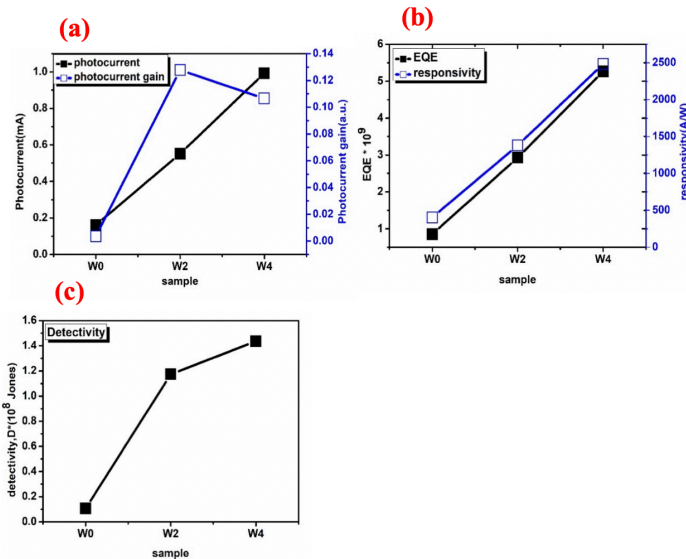 (a)
photocurrent
photocurrent gain
Photocurrent(mA)
1.0
0.8
0.6
0.4
0.2
0.0
0.14
0.12
0.10
0.08
0.06
0.04
0.02
0.00
Photocurrent gain(a.u.)
W0 W2 W4
sample
(b)
EQE
responsivity
EQE * 10^9
6
5
4
3
2
1
2500
2000
1500
1000
500
0
responsivity(A/W)
W0 W2 W4
sample
(c)
Detectivity
detectivity,D*(10^8 Jones)
1.6
1.4
1.2
1.0
0.8
0.6
0.4
0.2
0.0
W0 W2 W4
sample